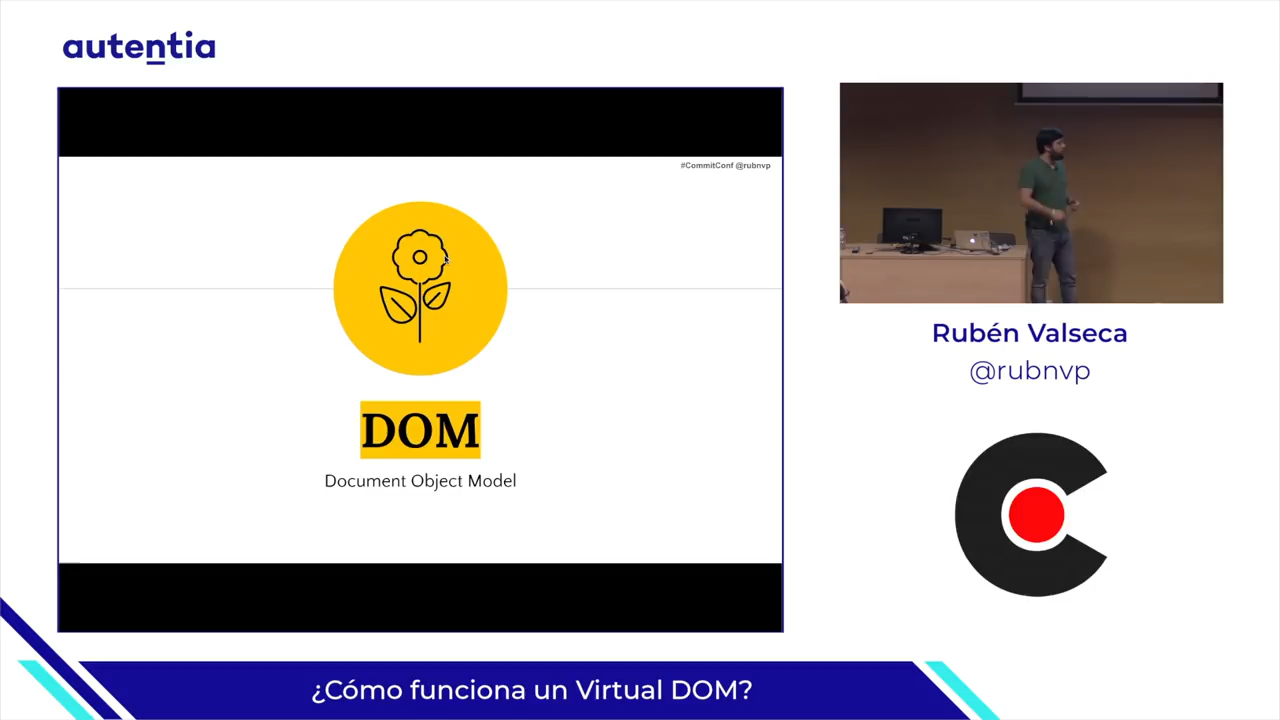 autentia
#CommitConf @rubnvp
DOM
Document Object Model
Rubén Valseca
@rubnvp
¿Cómo funciona un Virtual DOM?